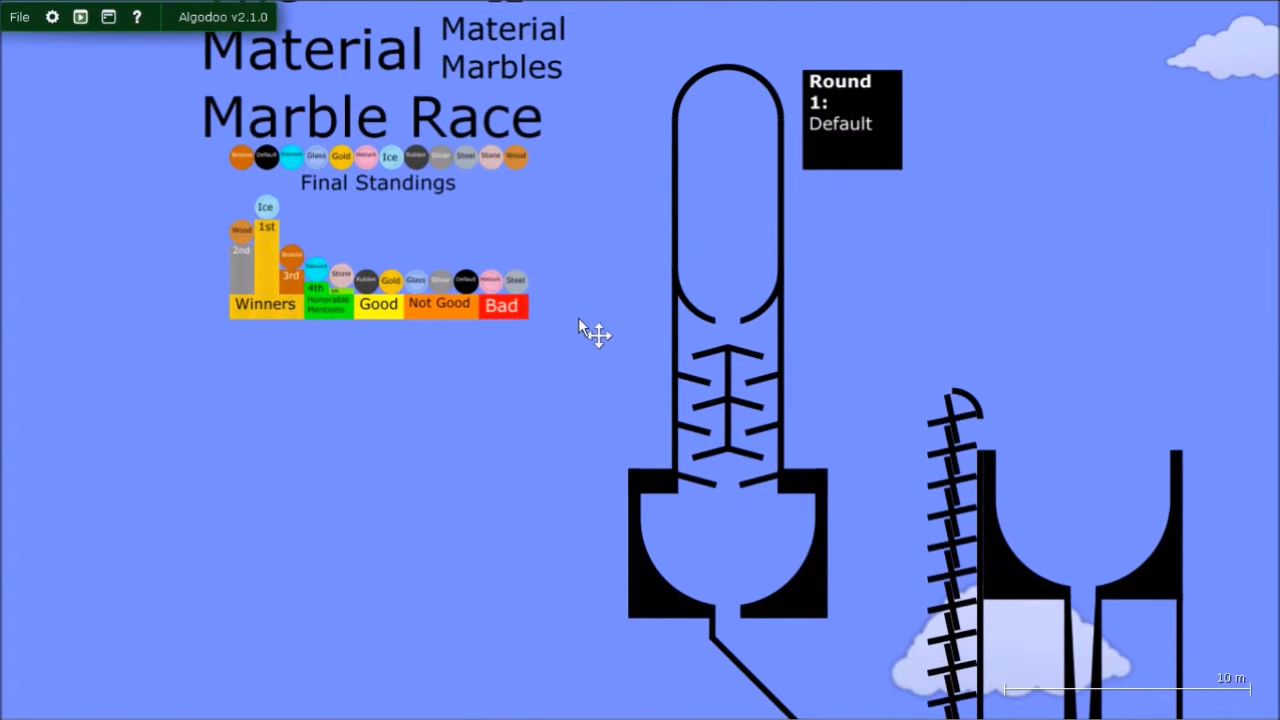 File ? Algodoo v2.1.0
Material
Marbles
Material
Marble Race
Bronze Default Diamond Glass Gold Helium Ice Rubber Silver Steel Stone Wood
Final Standings
Ice
Wood 1st
2nd Bronze
3rd Diamond Stone Rubber Gold Glass Silver Default Helium Steel
4th
Winners Honorable Mentions Good Not Good Bad
Round
1:
Default
10 m